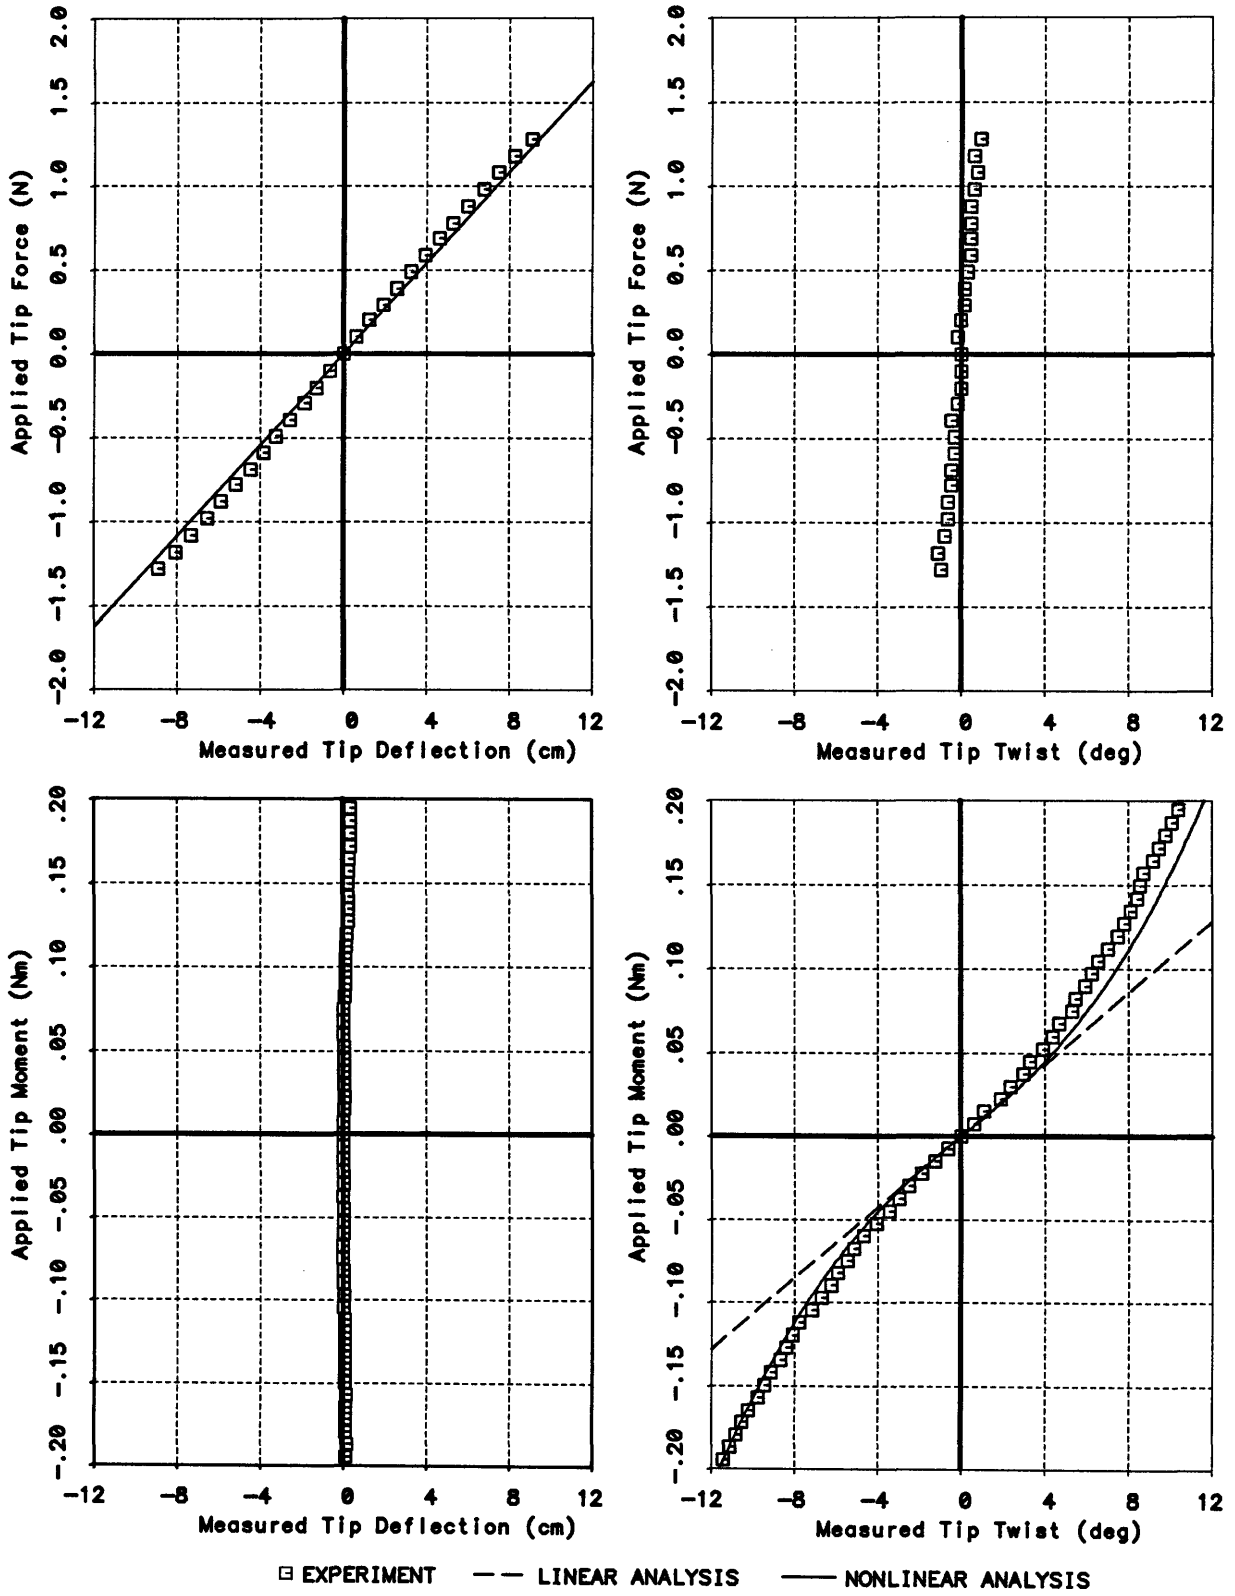 2.0
1.5
1.0
0.5
0.0
-0.5
-1.0
-1.5
-2.0
Applied Tip Force (N)
-12 -8 -4 0 4 8 12
Measured Tip Deflection (cm)
2.0
1.5
1.0
0.5
0.0
-0.5
-1.0
-1.5
-2.0
Applied Tip Force (N)
-12 -8 -4 0 4 8 12
Measured Tip Twist (deg)
.20
.15
.10
.05
.00
-.05
-.10
-.15
-.20
Applied Tip Moment (Nm)
-12 -8 -4 0 4 8 12
Measured Tip Deflection (cm)
.20
.15
.10
.05
.00
-.05
-.10
-.15
-.20
Applied Tip Moment (Nm)
-12 -8 -4 0 4 8 12
Measured Tip Twist (deg)
EXPERIMENT LINEAR ANALYSIS NONLINEAR ANALYSIS